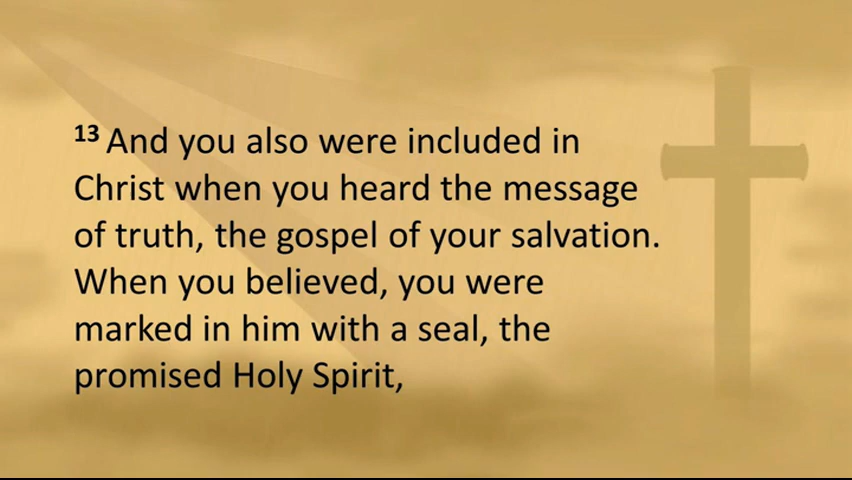 13 And you also were included in
Christ when you heard the message
of truth, the gospel of your salvation.
When you believed, you were
marked in him with a seal, the
promised Holy Spirit,